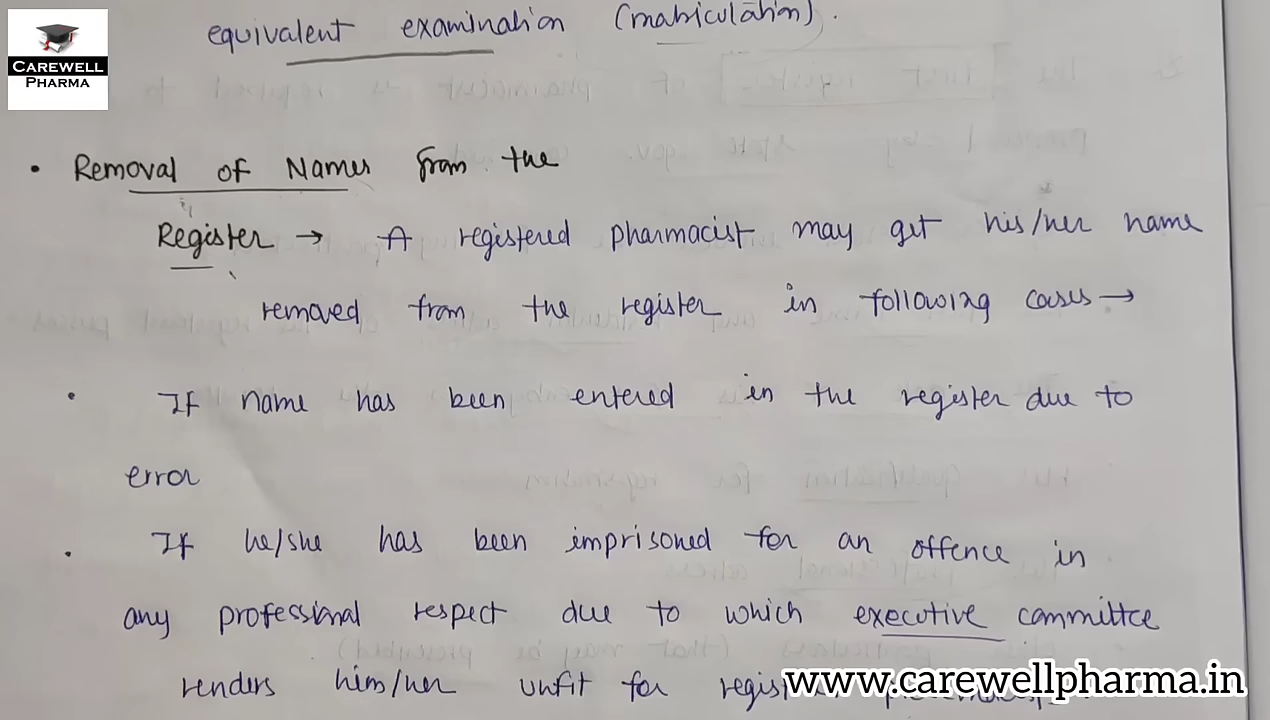 CAREWELL
PHARMA
equivalent examination (matriculation).
• Removal of Names from the
Register → A registered pharmacist may get his/her name
removed from the register in following cases →
• If name has been entered in the register due to
error
• If he/she has been imprisoned for an offence in
any professional respect due to which executive committee
renders him/her unfit for
www.carewellpharma.in